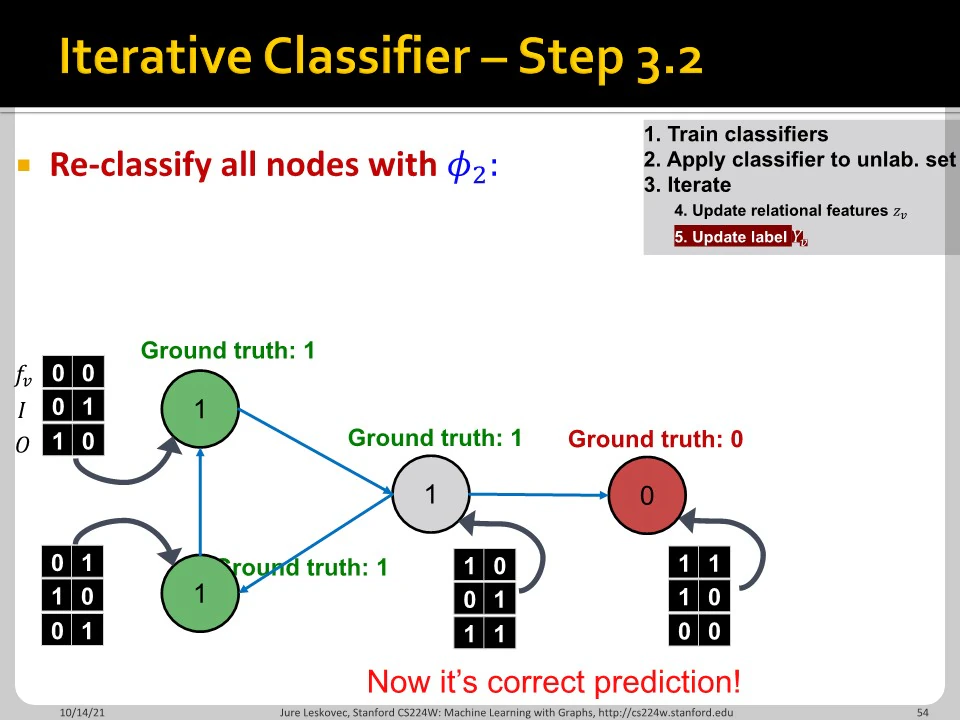 Iterative Classifier – Step 3.2
Re-classify all nodes with ϕ₂:
1. Train classifiers
2. Apply classifier to unlab. set
3. Iterate
4. Update relational features zᵥ
5. Update label Yᵥ
Ground truth: 1
fᵥ 0 0
I 0 1
O 1 0
1
Ground truth: 1
Ground truth: 0
1
0
Ground truth: 1
1
0 1
1 0
0 1
1 0
0 1
1 1
1 1
1 0
0 0
Now it's correct prediction!
10/14/21
Jure Leskovec, Stanford CS224W: Machine Learning with Graphs, http://cs224w.stanford.edu
54